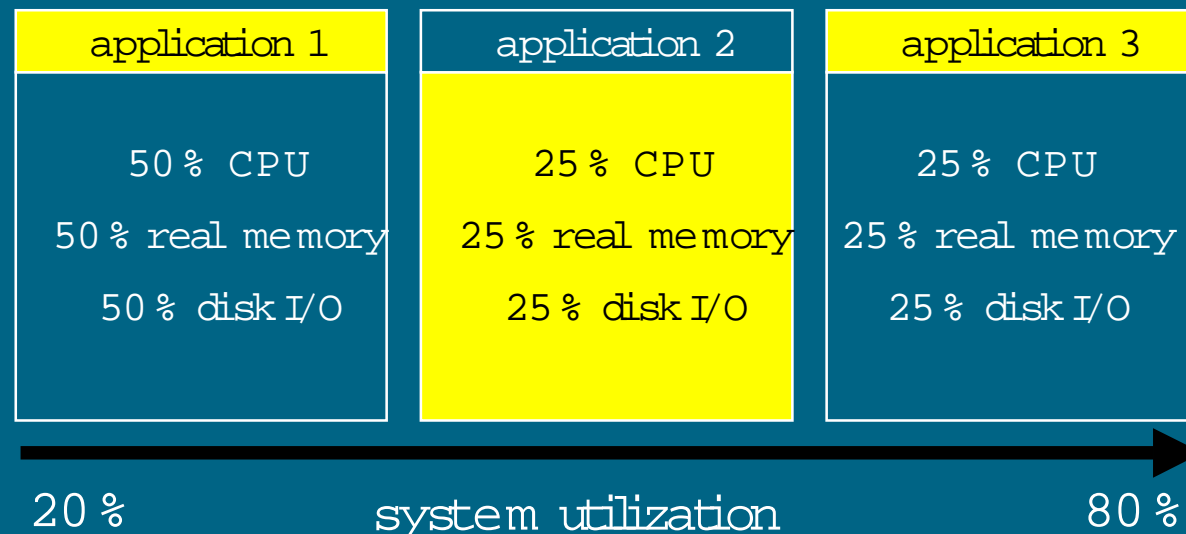 application 1
50% CPU
50% real memory
50% disk I/O
application 2
25% CPU
25% real memory
25% disk I/O
application 3
25% CPU
25% real memory
25% disk I/O
20% system utilization 80%